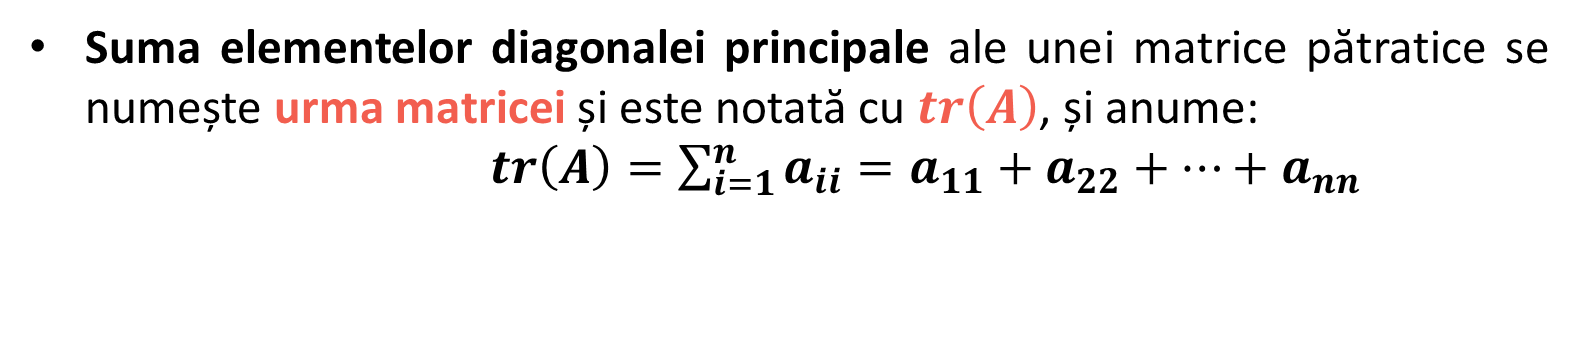 • Suma elementelor diagonalei principale ale unei matrice pătratice se
numește urma matricei și este notată cu tr(A), și anume:
tr(A) = ∑ⁿᵢ₌₁ aᵢᵢ = a₁₁ + a₂₂ + ⋯ + aₙₙ